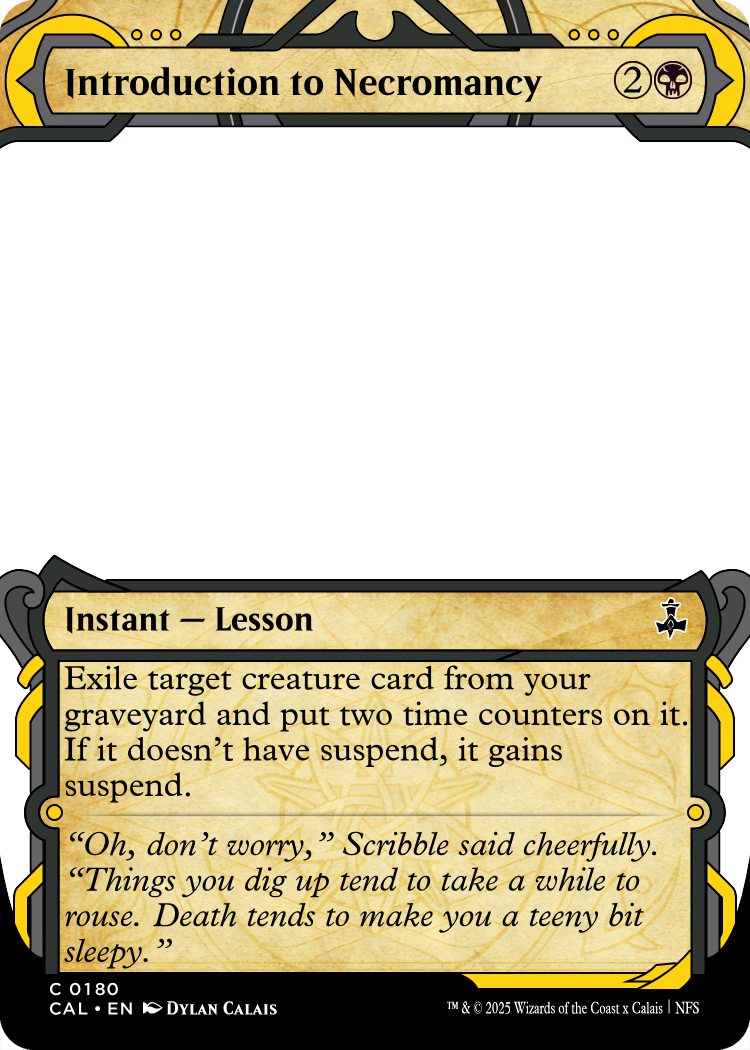 Introduction to Necromancy 2
Instant — Lesson
Exile target creature card from your
graveyard and put two time counters on it.
If it doesn’t have suspend, it gains
suspend.
“Oh, don’t worry,” Scribble said cheerfully.
“Things you dig up tend to take a while to
rouse. Death tends to make you a teeny bit
sleepy.”
C 0180
CAL • EN Dylan Calais
™ & © 2025 Wizards of the Coast x Calais | NFS